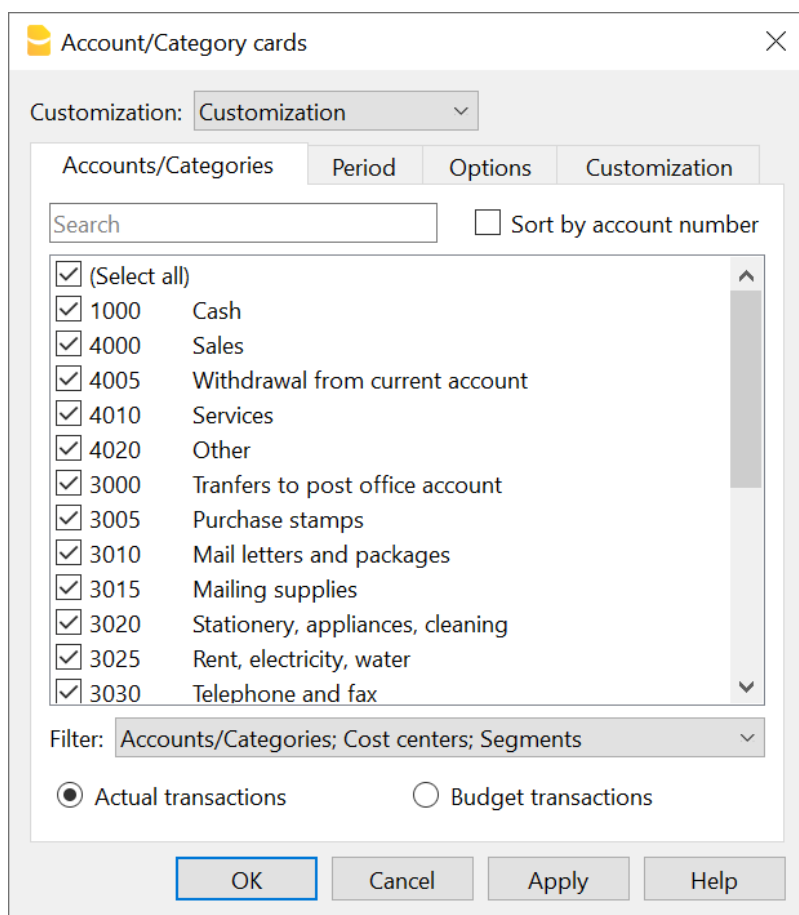 Account/Category cards
Customization: Customization
Accounts/Categories Period Options Customization
Search Sort by account number
(Select all)
1000 Cash
4000 Sales
4005 Withdrawal from current account
4010 Services
4020 Other
3000 Tranfers to post office account
3005 Purchase stamps
3010 Mail letters and packages
3015 Mailing supplies
3020 Stationery, appliances, cleaning
3025 Rent, electricity, water
3030 Telephone and fax
Filter: Accounts/Categories; Cost centers; Segments
Actual transactions Budget transactions
OK Cancel Apply Help